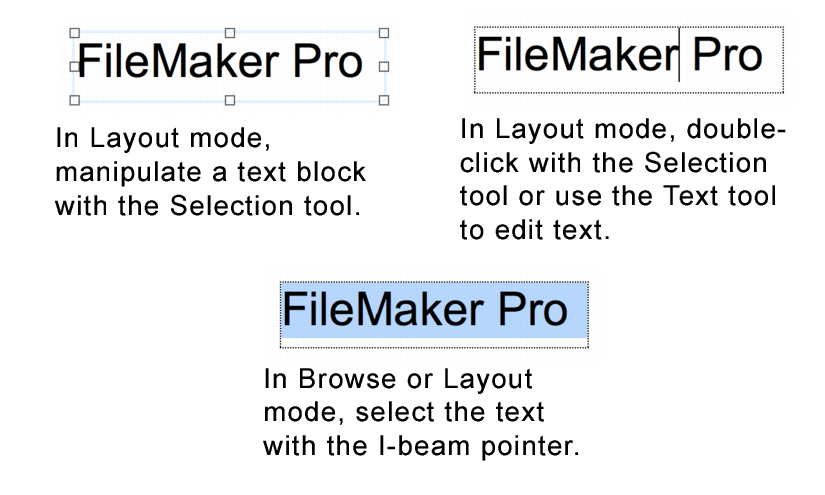 FileMaker Pro
In Layout mode,
manipulate a text block
with the Selection tool.
FileMaker Pro
In Layout mode, double-
click with the Selection
tool or use the Text tool
to edit text.
FileMaker Pro
In Browse or Layout
mode, select the text
with the I-beam pointer.